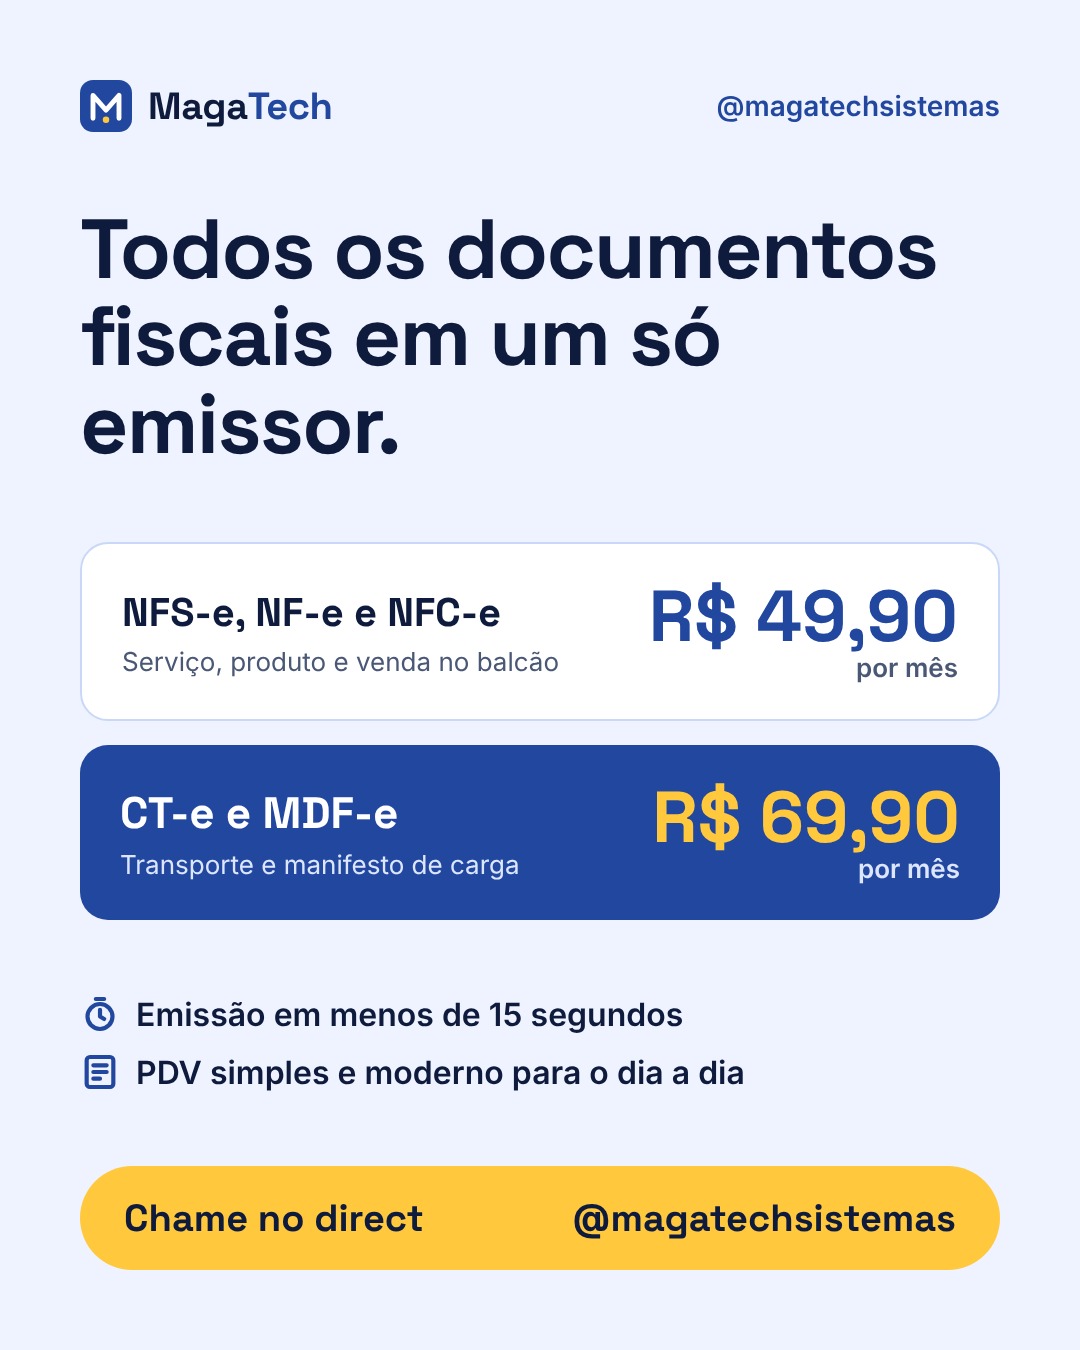 MagaTech
@magatechsistemas
Todos os documentos
fiscais em um só
emissor.
NFS-e, NF-e e NFC-e
Serviço, produto e venda no balcão
R$ 49,90
por mês
CT-e e MDF-e
Transporte e manifesto de carga
R$ 69,90
por mês
Emissão em menos de 15 segundos
PDV simples e moderno para o dia a dia
Chame no direct
@magatechsistemas